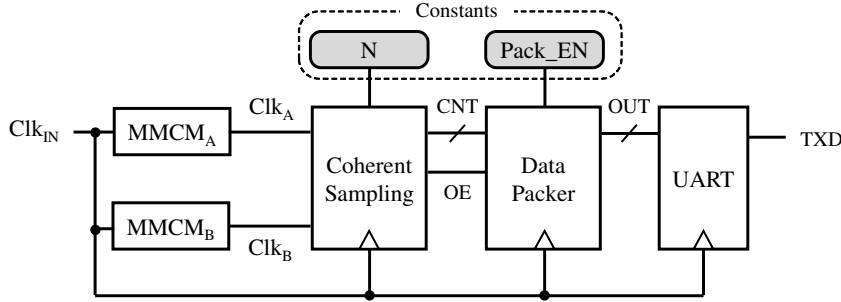 Constants
N
Pack_EN
Clk_A
CNT
OUT
Clk_IN
MMCM_A
Coherent
Sampling
Data
Packer
UART
TXD
OE
MMCM_B
Clk_B